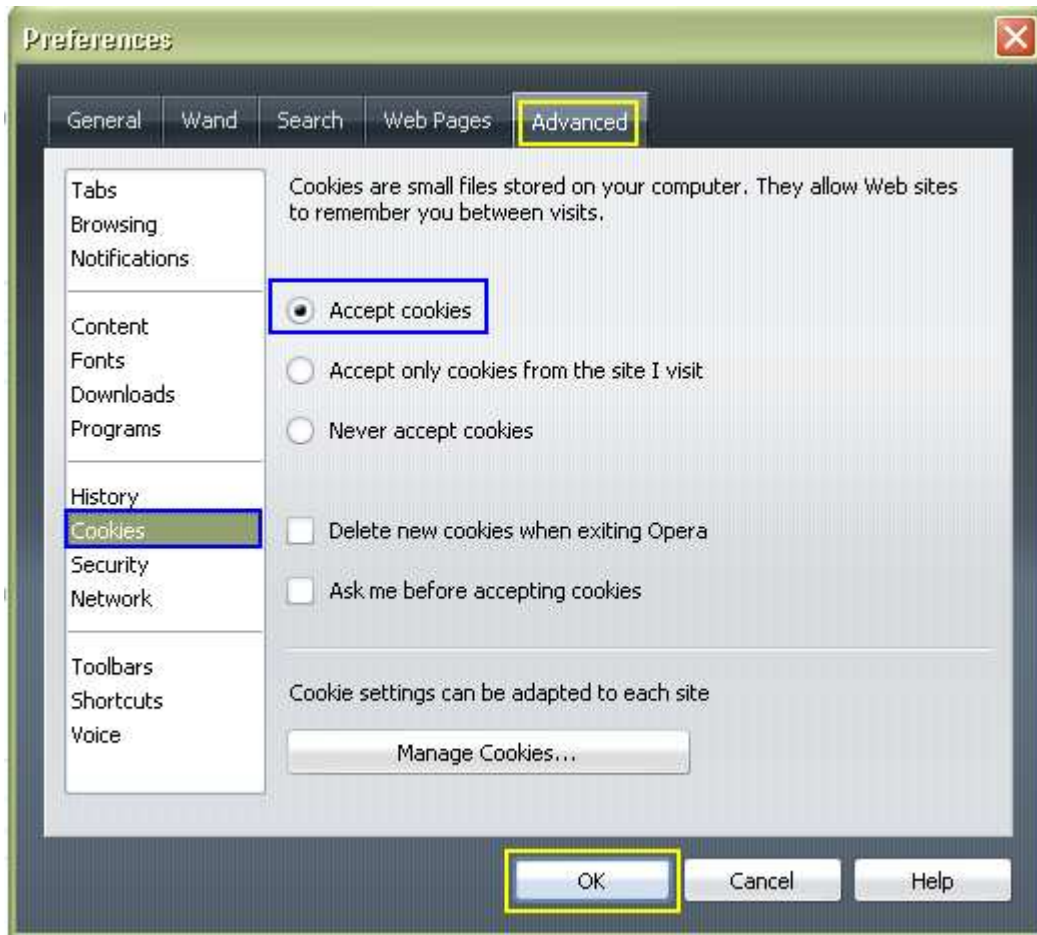 Preferences
General Wand Search Web Pages Advanced
Tabs
Browsing
Notifications
Content
Fonts
Downloads
Programs
History
Cookies
Security
Network
Toolbars
Shortcuts
Voice
Cookies are small files stored on your computer. They allow Web sites
to remember you between visits.
Accept cookies
Accept only cookies from the site I visit
Never accept cookies
Delete new cookies when exiting Opera
Ask me before accepting cookies
Cookie settings can be adapted to each site
Manage Cookies...
OK Cancel Help